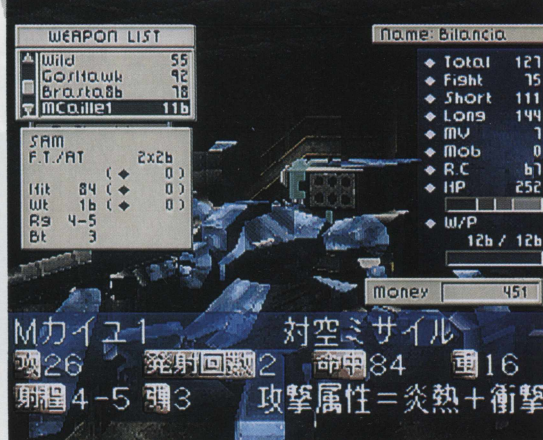 WEAPON LIST
Wild 55
GosHawk 92
Brasta86 78
MCaille1 116
SAM
F.T./AT 2x26
(◆ 0)
Hit 84 (◆ 0)
Wt 16 (◆ 0)
Rg 4-5
Bt 3
Name: Bilancia
◆ Total 127
◆ Fight 75
◆ Short 111
◆ Long 144
◆ MV 7
◆ Mob 0
◆ R.C 67
◆ HP 252
◆ W/P
126 / 126
Money 451
Mカイユ1 対空ミサイル
攻26 発射回数2 命中84 重16
射程4-5 弾3 攻撃属性=炎熱+衝撃